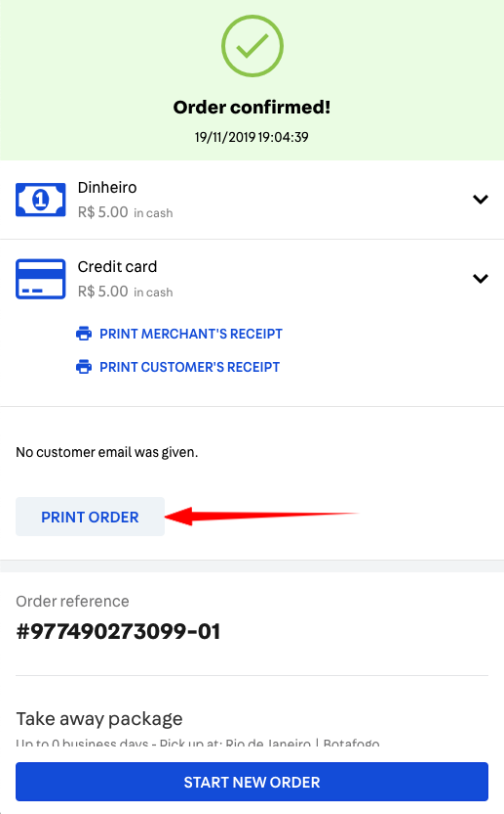 Order confirmed!
19/11/2019 19:04:39
1
Dinheiro
R$ 5.00 in cash
Credit card
R$ 5.00 in cash
PRINT MERCHANT'S RECEIPT
PRINT CUSTOMER'S RECEIPT
No customer email was given.
PRINT ORDER
Order reference
#977490273099-01
Take away package
Up to 0 business days - Pick up at: Rio de Janeiro | Botafogo
START NEW ORDER